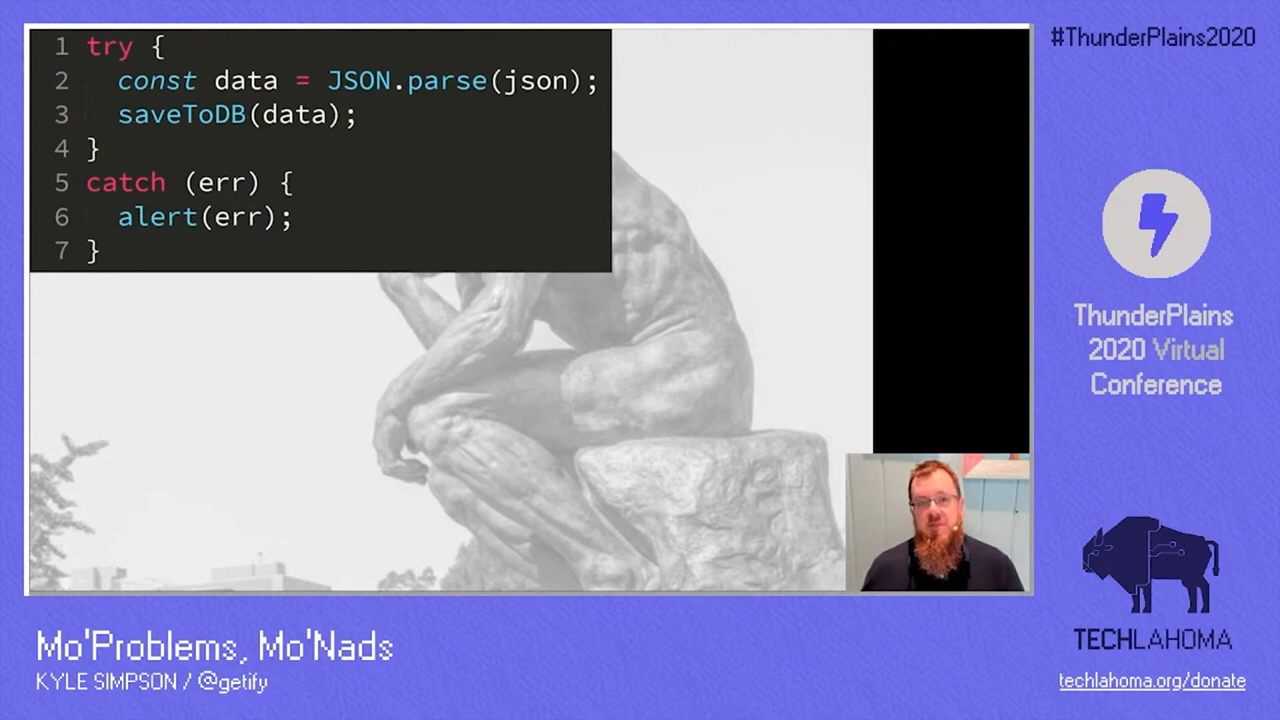 1 try {
2   const data = JSON.parse(json);
3   saveToDB(data);
4 }
5 catch (err) {
6   alert(err);
7 }
#ThunderPlains2020
ThunderPlains
2020 Virtual
Conference
TECHLAHOMA
techlahoma.org/donate
Mo'Problems, Mo'Nads
KYLE SIMPSON / @getify